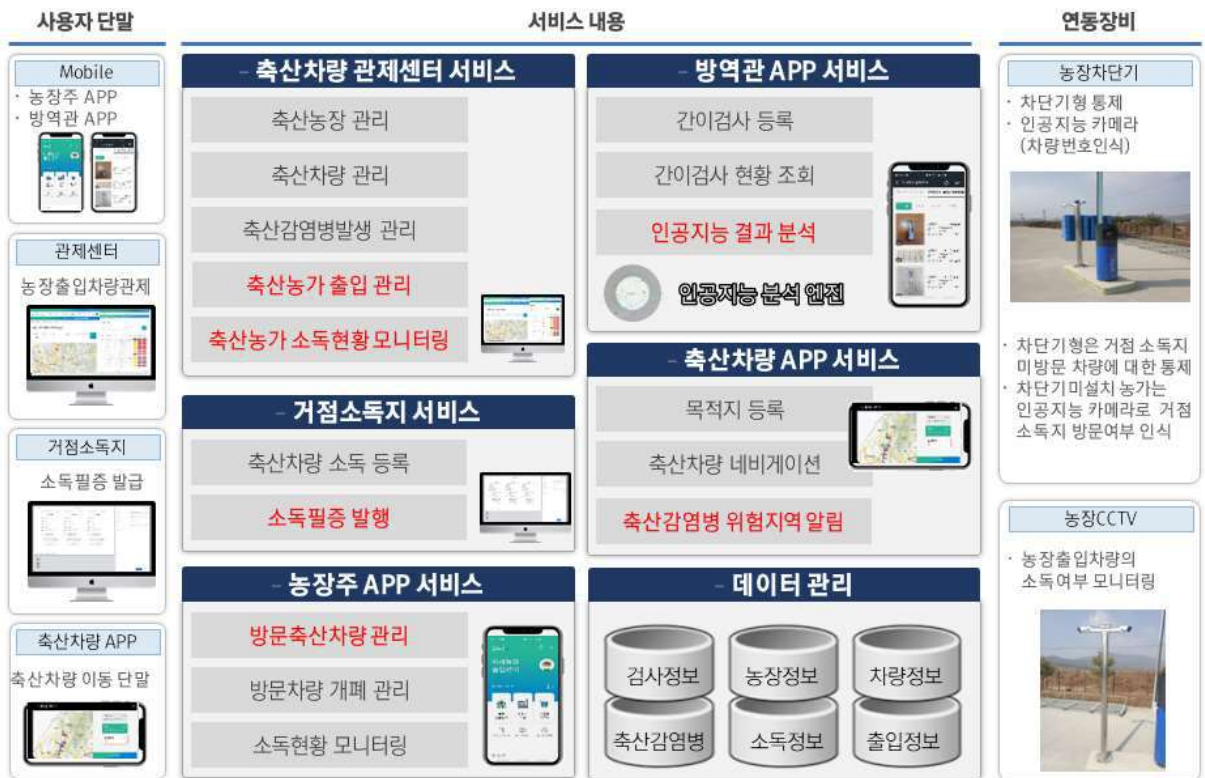 사용자 단말
서비스 내용
연동장비
Mobile
· 농장주 APP
· 방역관 APP
관제센터
농장출입차량관제
거점소독지
소독필증 발급
축산차량 APP
축산차량 이동 단말
- 축산차량 관제센터 서비스
축산농장 관리
축산차량 관리
축산감염병발생 관리
축산농가 출입 관리
축산농가 소독현황 모니터링
- 거점소독지 서비스
축산차량 소독 등록
소독필증 발행
- 농장주 APP 서비스
방문축산차량 관리
방문차량 개폐 관리
소독현황 모니터링
- 방역관 APP 서비스
간이검사 등록
간이검사 현황 조회
인공지능 결과 분석
인공지능 분석 엔진
- 축산차량 APP 서비스
목적지 등록
축산차량 네비게이션
축산감염병 위험지역 알림
- 데이터 관리
검사정보
농장정보
차량정보
축산감염병
소독정보
출입정보
농장차단기
· 차단기형 통제
· 인공지능 카메라
(차량번호인식)
· 차단기형은 거점 소독지
미방문 차량에 대한 통제
· 차단기미설치 농가는
인공지능 카메라로 거점
소독지 방문여부 인식
농장CCTV
· 농장출입차량의
소독여부 모니터링